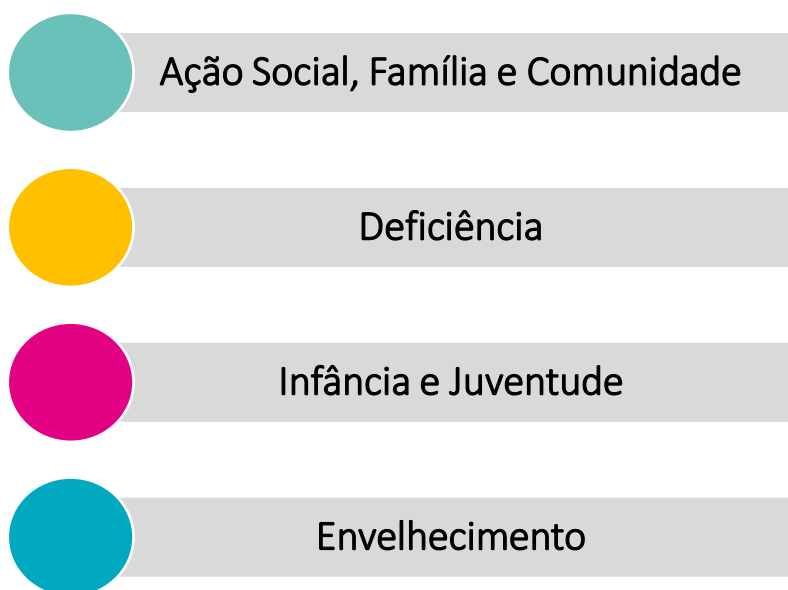 Ação Social, Família e Comunidade
Deficiência
Infância e Juventude
Envelhecimento